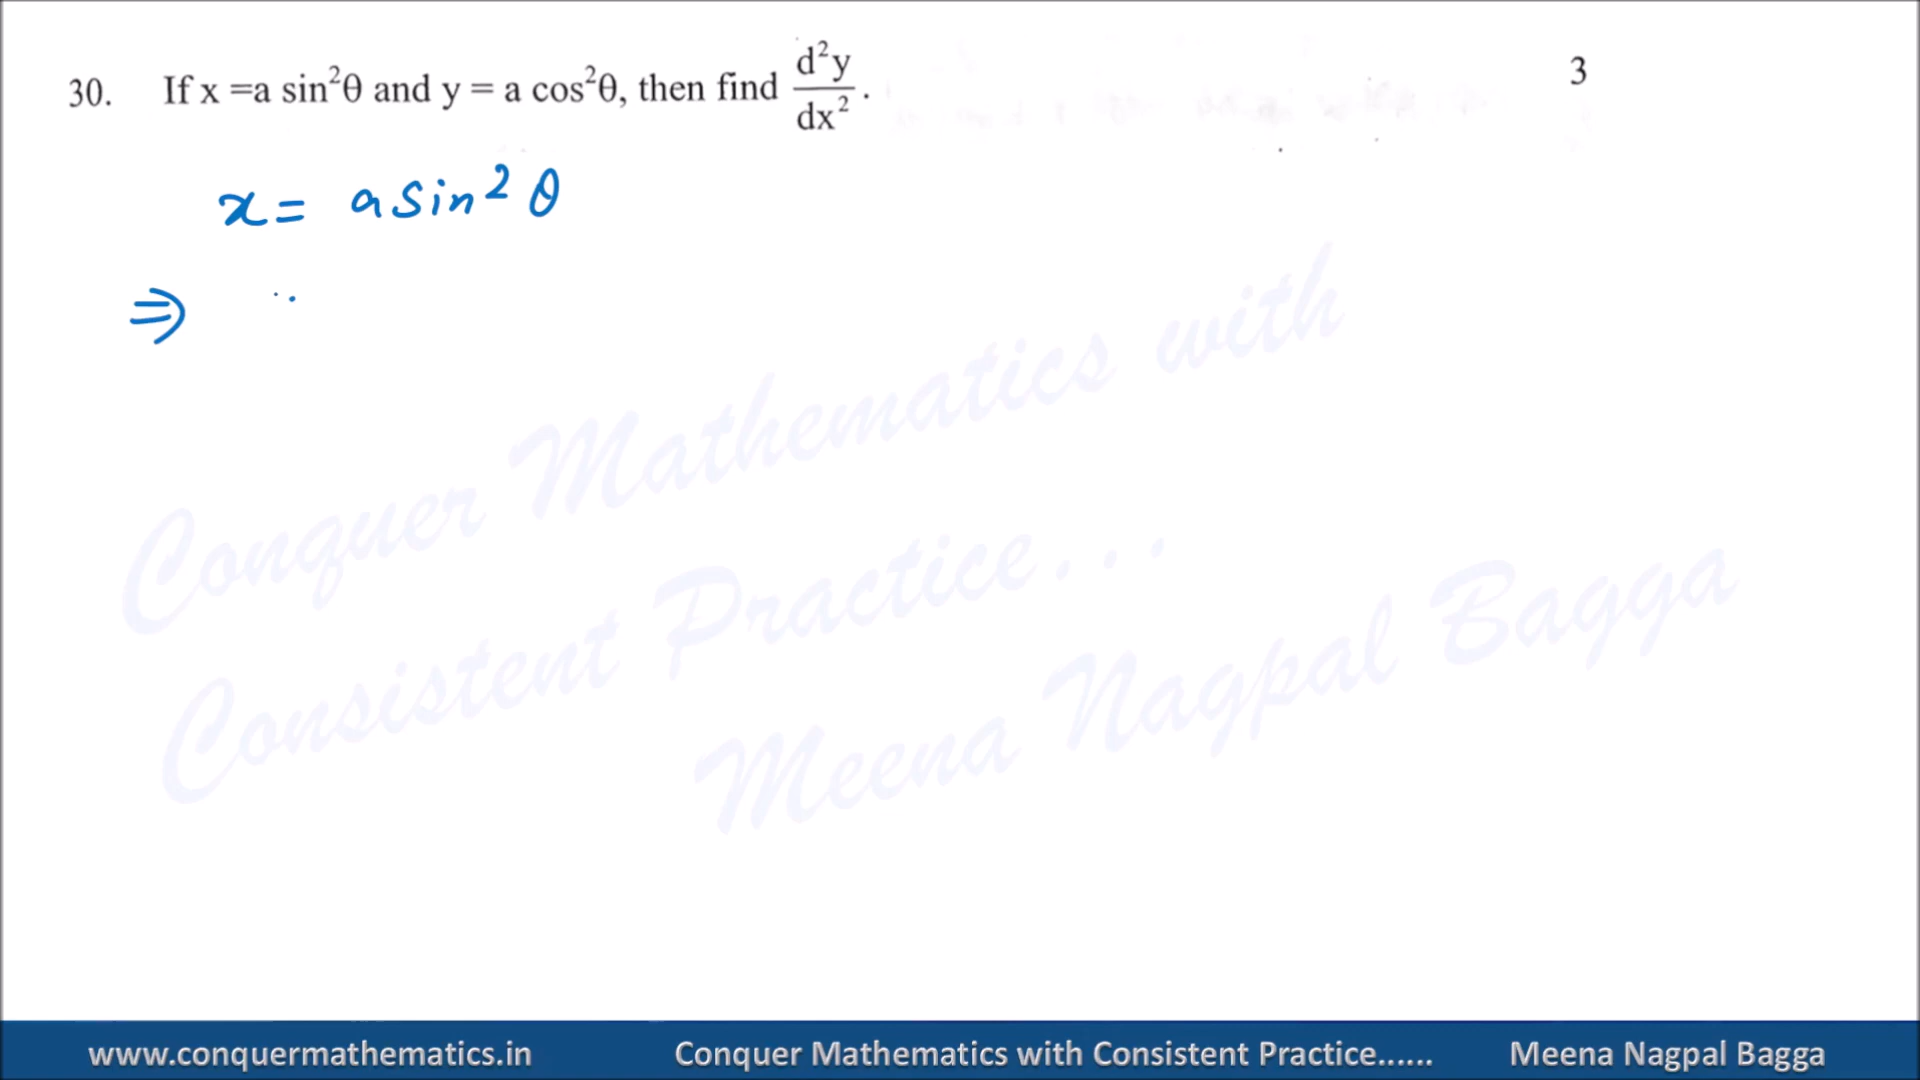 30. If x =a sin²θ and y = a cos²θ, then find d²y/dx². 3
x = a sin² θ
⇒
Conquer Mathematics with
Consistent Practice...
Meena Nagpal Bagga
www.conquermathematics.in Conquer Mathematics with Consistent Practice...... Meena Nagpal Bagga